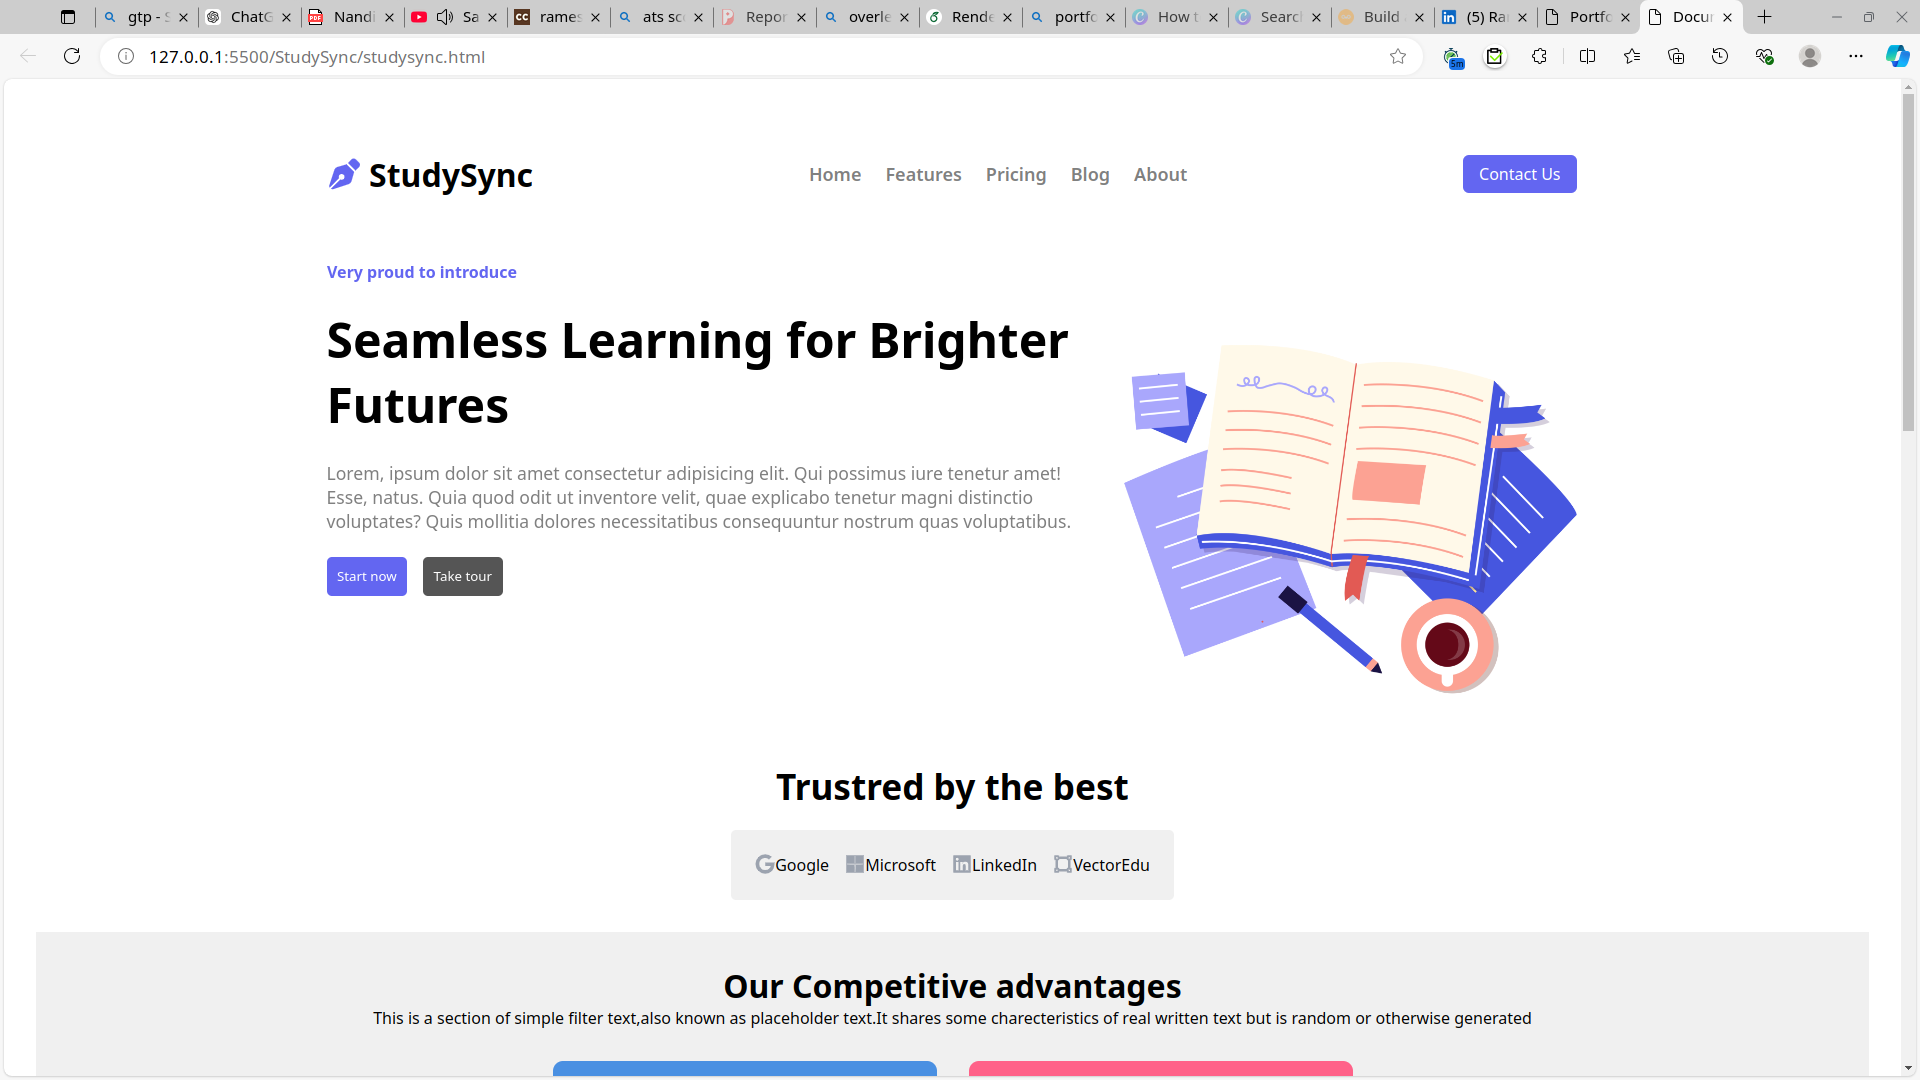 gtp - S
ChatG
Nandi
Sa
rames
ats sc
Repor
overle
Rende
portfo
How t
Searc
Build
(5) Ra
Portfo
Docu
127.0.0.1:5500/StudySync/studysync.html
5m
StudySync
Home Features Pricing Blog About
Contact Us
Very proud to introduce
Seamless Learning for Brighter
Futures
Lorem, ipsum dolor sit amet consectetur adipisicing elit. Qui possimus iure tenetur amet!
Esse, natus. Quia quod odit ut inventore velit, quae explicabo tenetur magni distinctio
voluptates? Quis mollitia dolores necessitatibus consequuntur nostrum quas voluptatibus.
Start now Take tour
Trustred by the best
Google Microsoft LinkedIn VectorEdu
Our Competitive advantages
This is a section of simple filter text,also known as placeholder text.It shares some charecteristics of real written text but is random or otherwise generated